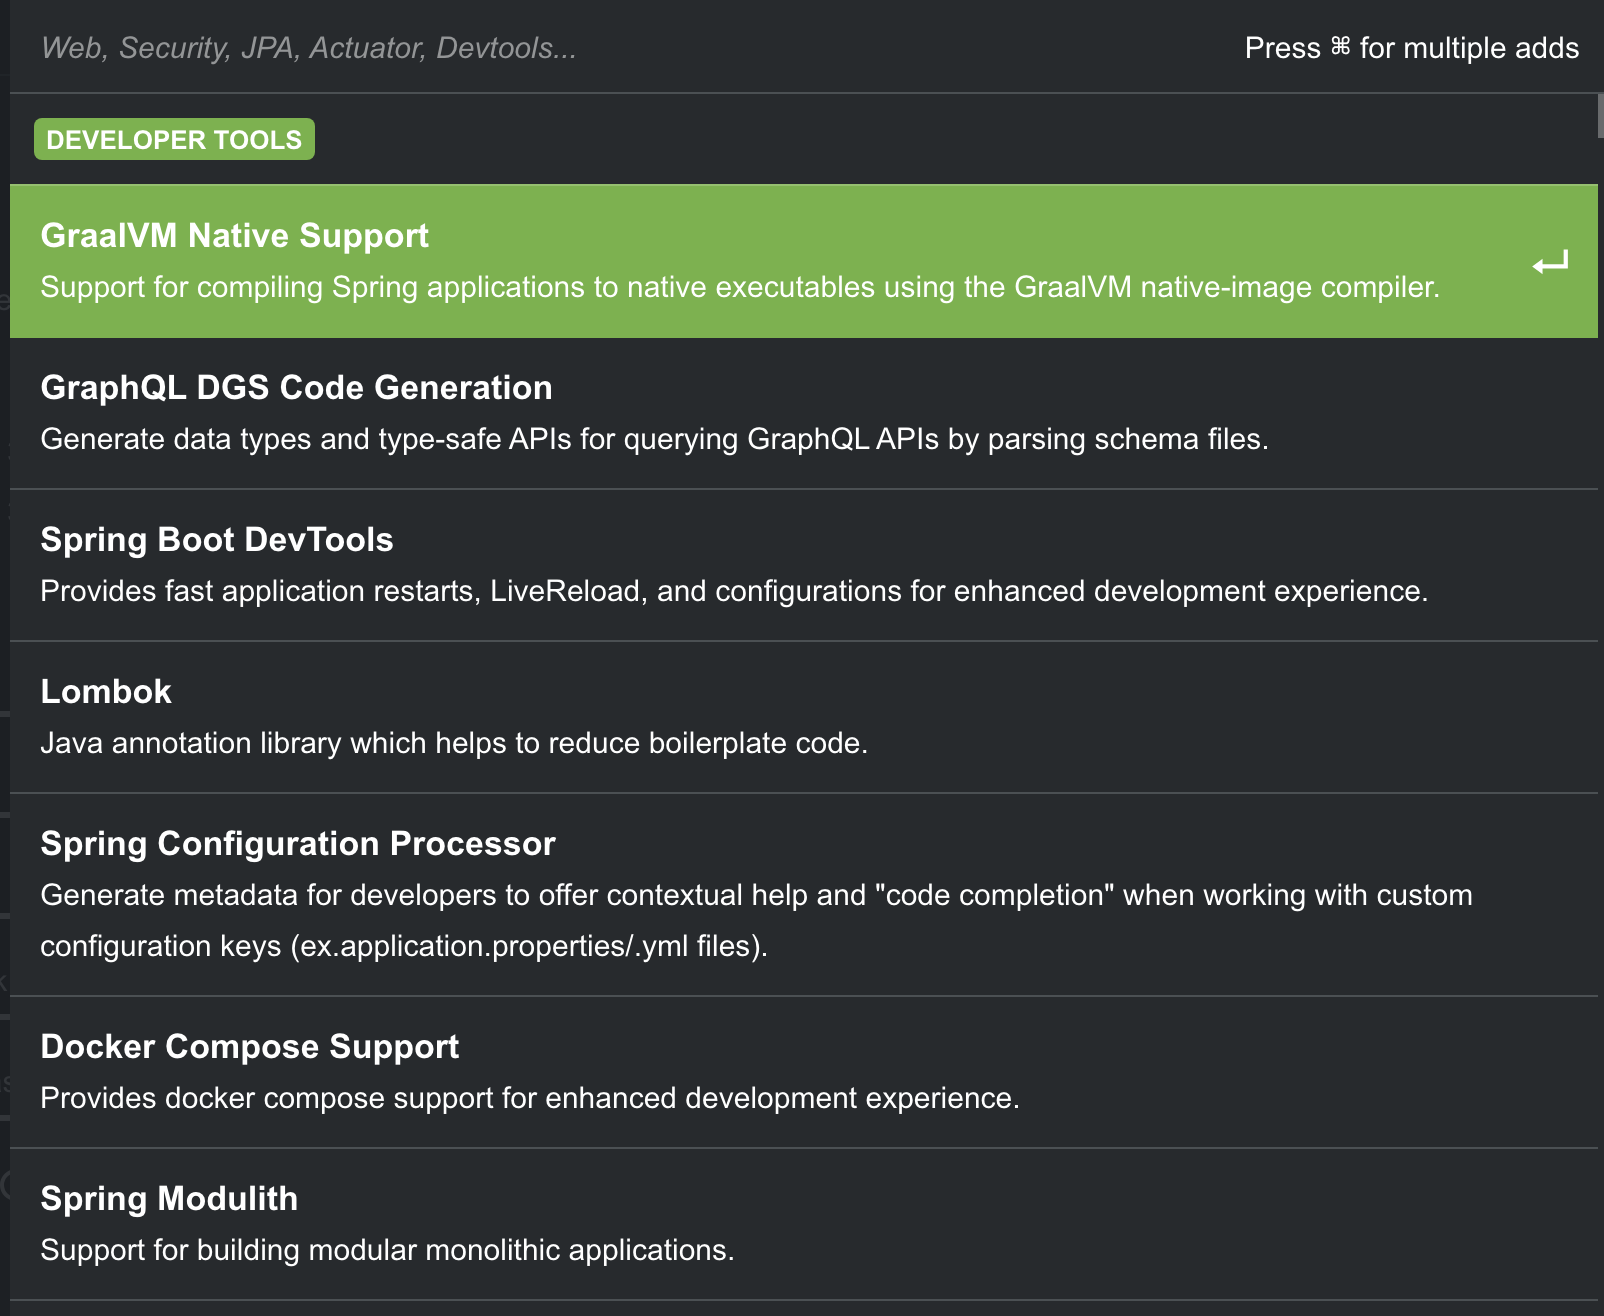 Web, Security, JPA, Actuator, Devtools...
Press ⌘ for multiple adds
DEVELOPER TOOLS
GraalVM Native Support
Support for compiling Spring applications to native executables using the GraalVM native-image compiler.
GraphQL DGS Code Generation
Generate data types and type-safe APIs for querying GraphQL APIs by parsing schema files.
Spring Boot DevTools
Provides fast application restarts, LiveReload, and configurations for enhanced development experience.
Lombok
Java annotation library which helps to reduce boilerplate code.
Spring Configuration Processor
Generate metadata for developers to offer contextual help and "code completion" when working with custom
configuration keys (ex.application.properties/.yml files).
Docker Compose Support
Provides docker compose support for enhanced development experience.
Spring Modulith
Support for building modular monolithic applications.